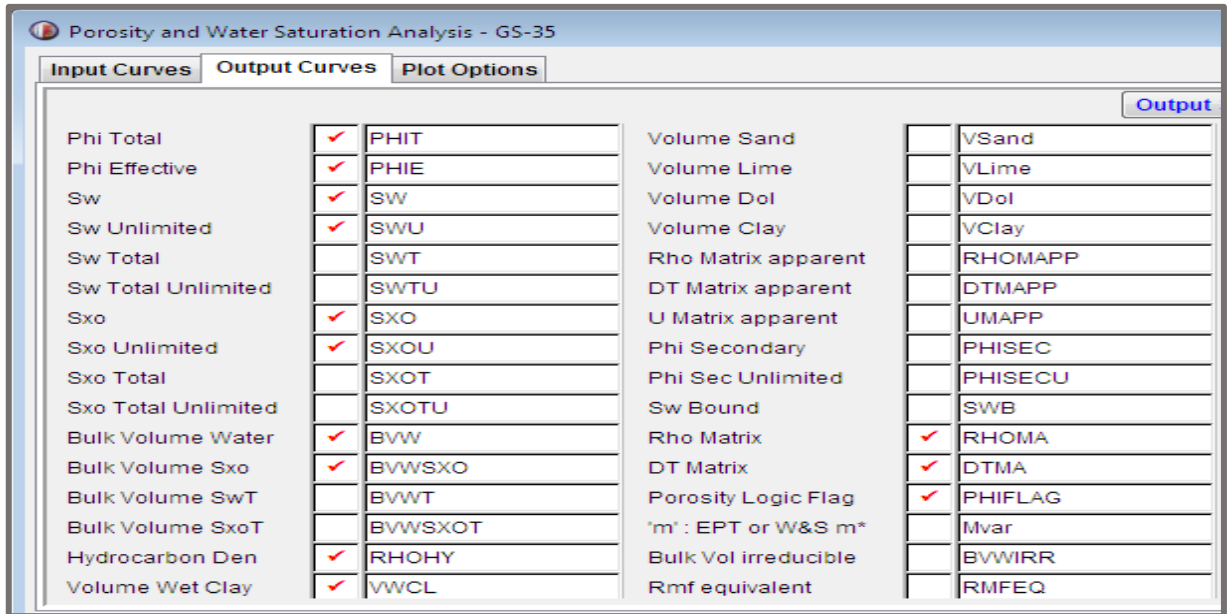 Porosity and Water Saturation Analysis - GS-35
Input Curves Output Curves Plot Options
Output
Phi Total ✓ PHIT Volume Sand VSand
Phi Effective ✓ PHIE Volume Lime VLime
Sw ✓ SW Volume Dol VDol
Sw Unlimited ✓ SWU Volume Clay VClay
Sw Total SWT Rho Matrix apparent RHOMAPP
Sw Total Unlimited SWTU DT Matrix apparent DTMAPP
Sxo ✓ SXO U Matrix apparent UMAPP
Sxo Unlimited ✓ SXOU Phi Secondary PHISEC
Sxo Total SXOT Phi Sec Unlimited PHISECU
Sxo Total Unlimited SXOTU Sw Bound SWB
Bulk Volume Water ✓ BVW Rho Matrix ✓ RHOMA
Bulk Volume Sxo ✓ BVWSXO DT Matrix ✓ DTMA
Bulk Volume SwT BVWT Porosity Logic Flag ✓ PHIFLAG
Bulk Volume SxoT BVWSXOT 'm' : EPT or W&S m* Mvar
Hydrocarbon Den ✓ RHOHY Bulk Vol irreducible BVWIRR
Volume Wet Clay ✓ VWCL Rmf equivalent RMFEQ